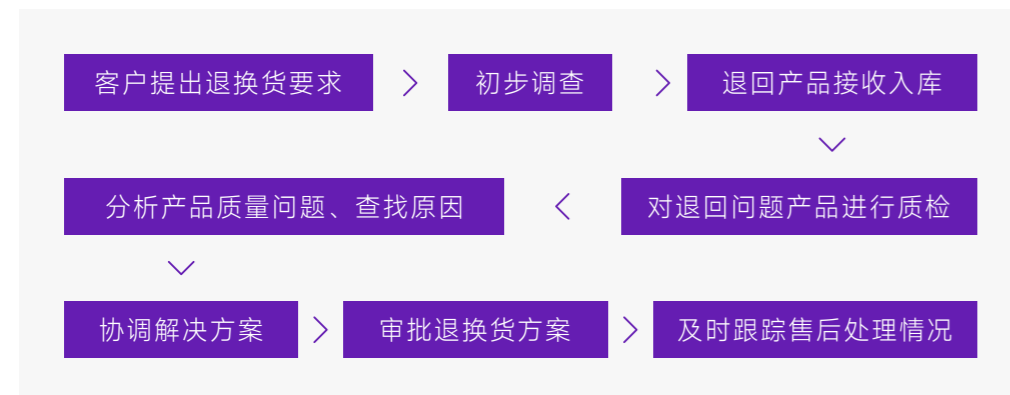 客户提出退换货要求
初步调查
退回产品接收入库
对退回问题产品进行质检
分析产品质量问题、查找原因
协调解决方案
审批退换货方案
及时跟踪售后处理情况